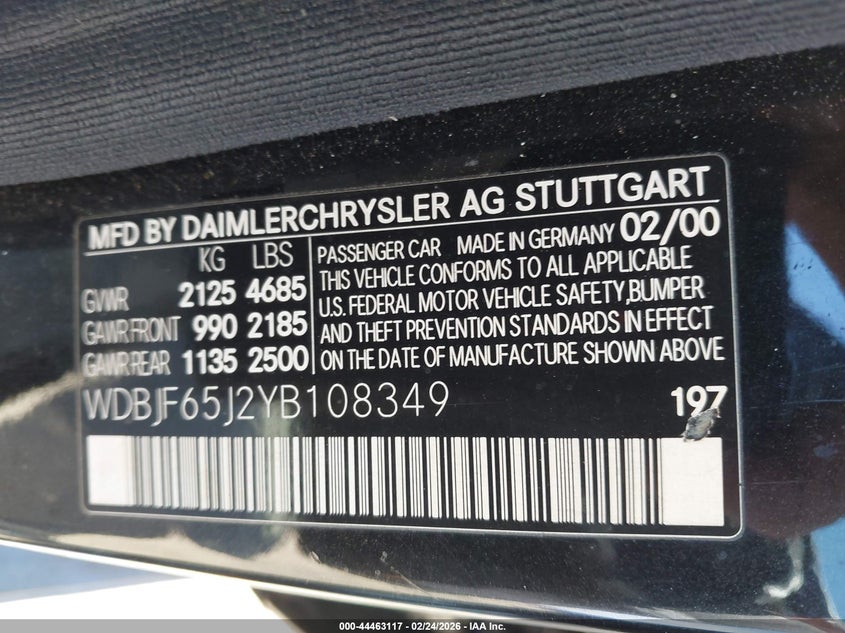 MFD BY DAIMLERCHRYSLER AG STUTTGART
KG LBS
GVWR 2125 4685
GAWR FRONT 990 2185
GAWR REAR 1135 2500
PASSENGER CAR MADE IN GERMANY 02/00
THIS VEHICLE CONFORMS TO ALL APPLICABLE
U.S. FEDERAL MOTOR VEHICLE SAFETY,BUMPER
AND THEFT PREVENTION STANDARDS IN EFFECT
ON THE DATE OF MANUFACTURE SHOWN ABOVE
WDBJF65J2YB108349 197
000-44463117 - 02/24/2026 - IAA Inc.